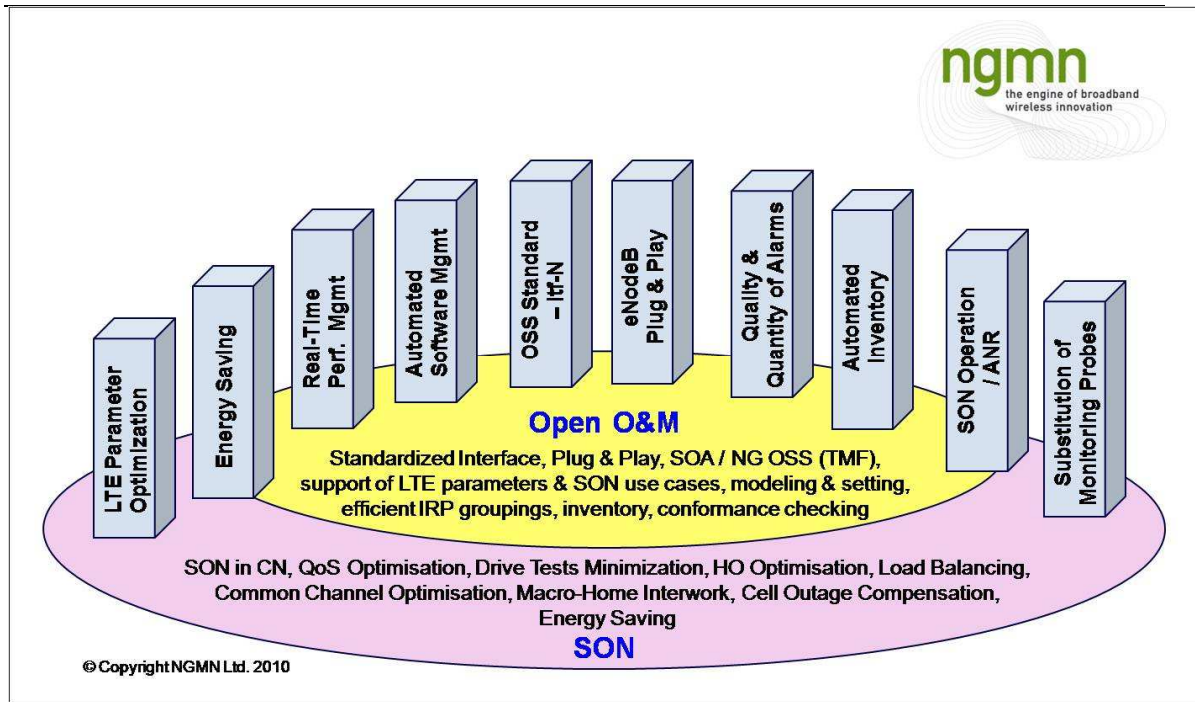 ngmn
the engine of broadband
wireless innovation
LTE Parameter
Optimization
Energy Saving
Real-Time
Perf. Mgmt
Automated
Software Mgmt
OSS Standard
– Itf-N
eNodeB
Plug & Play
Quality &
Quantity of Alarms
Automated
Inventory
SON Operation
/ ANR
Substitution of
Monitoring Probes
Open O&M
Standardized Interface, Plug & Play, SOA / NG OSS (TMF),
support of LTE parameters & SON use cases, modeling & setting,
efficient IRP groupings, inventory, conformance checking
SON in CN, QoS Optimisation, Drive Tests Minimization, HO Optimisation, Load Balancing,
Common Channel Optimisation, Macro-Home Interwork, Cell Outage Compensation,
Energy Saving
SON
© Copyright NGMN Ltd. 2010